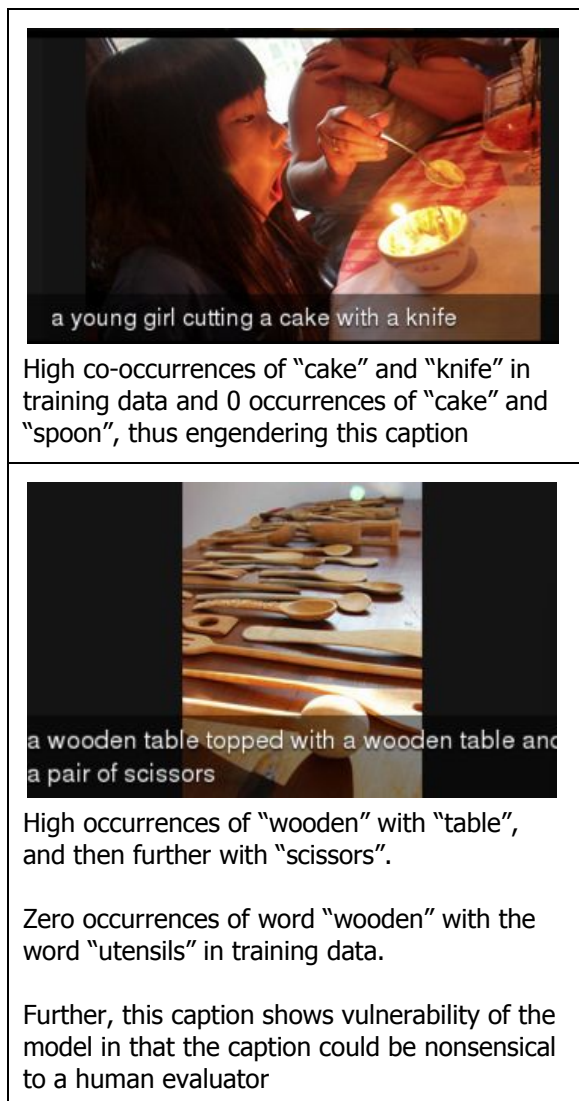 a young girl cutting a cake with a knife
High co-occurrences of “cake” and “knife” in
training data and 0 occurrences of “cake” and
“spoon”, thus engendering this caption
a wooden table topped with a wooden table and
a pair of scissors
High occurrences of “wooden” with “table”,
and then further with “scissors”.
Zero occurrences of word “wooden” with the
word “utensils” in training data.
Further, this caption shows vulnerability of the
model in that the caption could be nonsensical
to a human evaluator